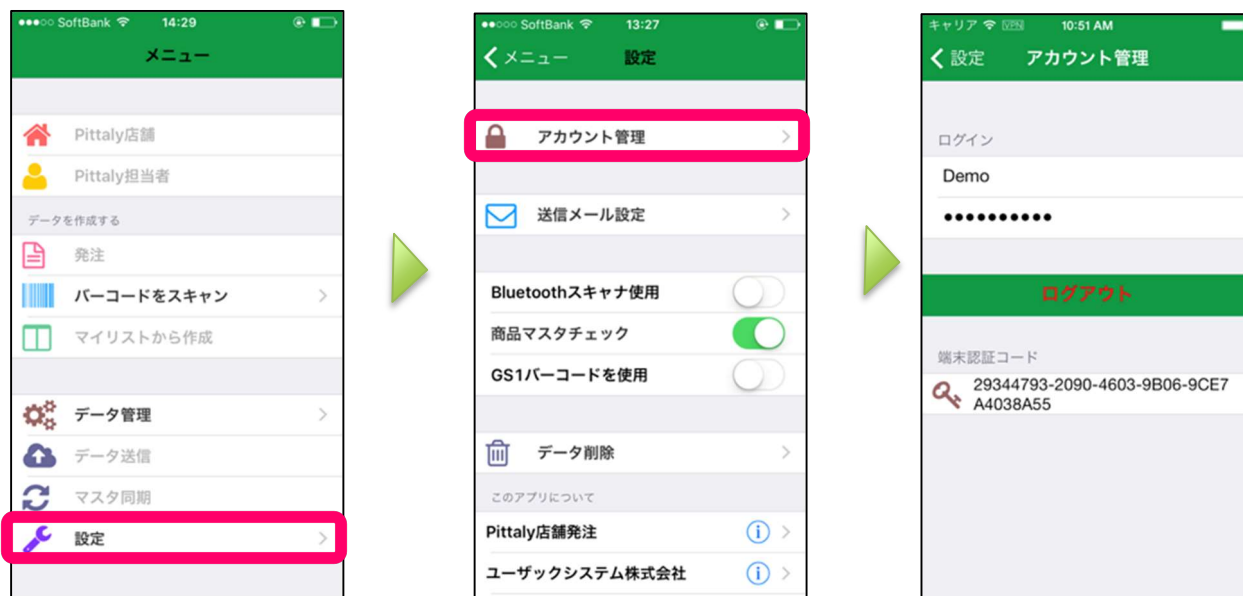 SoftBank 14:29
メニュー
Pittaly店舗
Pittaly担当者
データを作成する
発注
バーコードをスキャン
マイリストから作成
データ管理
データ送信
マスタ同期
設定
SoftBank 13:27
メニュー 設定
アカウント管理
送信メール設定
Bluetoothスキャナ使用
商品マスタチェック
GS1バーコードを使用
データ削除
このアプリについて
Pittaly店舗発注
ユーザックシステム株式会社
キャリア VPN 10:51 AM
設定 アカウント管理
ログイン
Demo
••••••••••
ログアウト
端末認証コード
29344793-2090-4603-9B06-9CE7
A4038A55